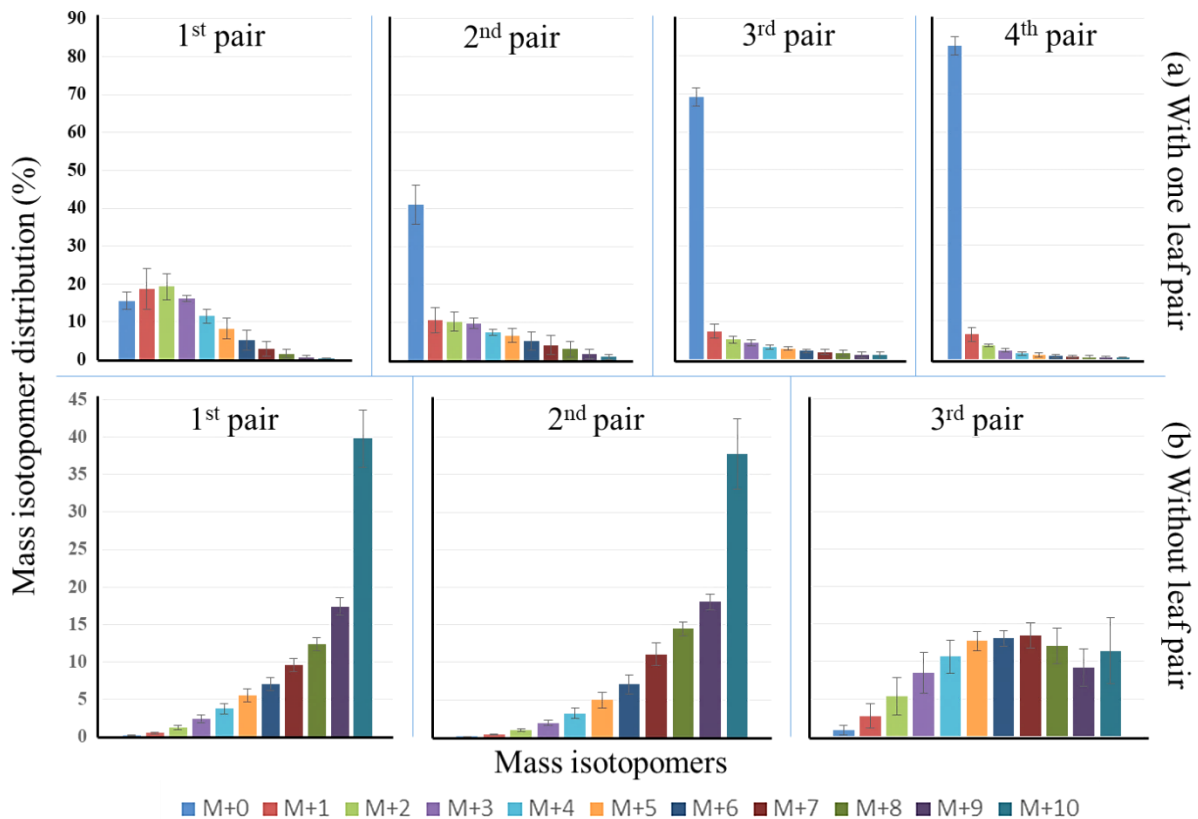 Mass isotopomer distribution (%)
90
80
70
60
50
40
30
20
10
0
1st pair
2nd pair
3rd pair
4th pair
(a) With one leaf pair
45
40
35
30
25
20
15
10
5
0
1st pair
2nd pair
3rd pair
(b) Without leaf pair
Mass isotopomers
M+0 M+1 M+2 M+3 M+4 M+5 M+6 M+7 M+8 M+9 M+10